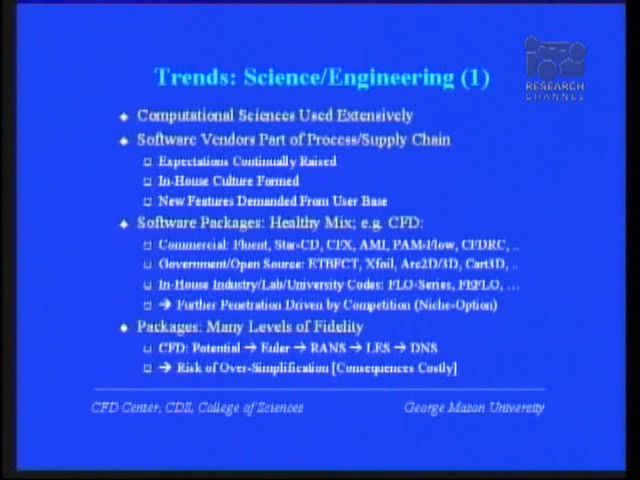 Trends: Science/Engineering (1)
RESEARCH
CHANNEL
Computational Sciences Used Extensively
Software Vendors Part of Process/Supply Chain
Expectations Continually Raised
In-House Culture Formed
New Features Demanded From User Base
Software Packages: Healthy Mix; e.g. CFD:
Commercial: Fluent, Star-CD, CFX, AMI, PAM-Flow, CFDRC, ..
Government/Open Source: ETBFCT, Xfoil, Arc2D/3D, Cart3D, ..
In-House Industry/Lab/University Codes: FLO-Series, FEFLO, …
→ Further Penetration Driven by Competition (Niche-Option)
Packages: Many Levels of Fidelity
CFD: Potential → Euler → RANS → LES → DNS
→ Risk of Over-Simplification [Consequences Costly]
CFD Center, CDS, College of Sciences
George Mason University